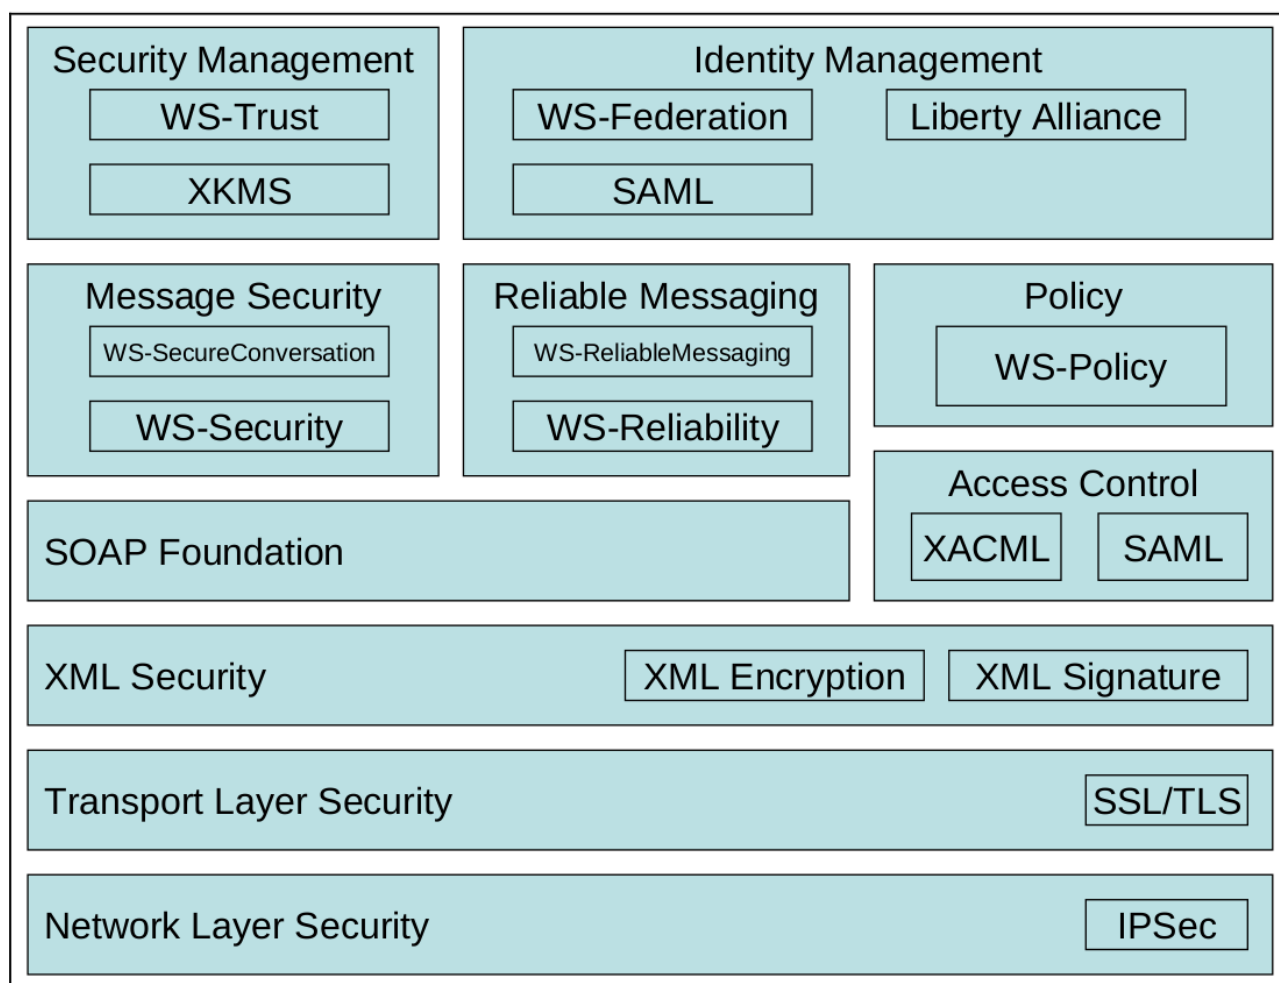 Security Management
WS-Trust
XKMS
Identity Management
WS-Federation
Liberty Alliance
SAML
Message Security
WS-SecureConversation
WS-Security
Reliable Messaging
WS-ReliableMessaging
WS-Reliability
Policy
WS-Policy
Access Control
XACML
SAML
SOAP Foundation
XML Security
XML Encryption
XML Signature
Transport Layer Security
SSL/TLS
Network Layer Security
IPSec